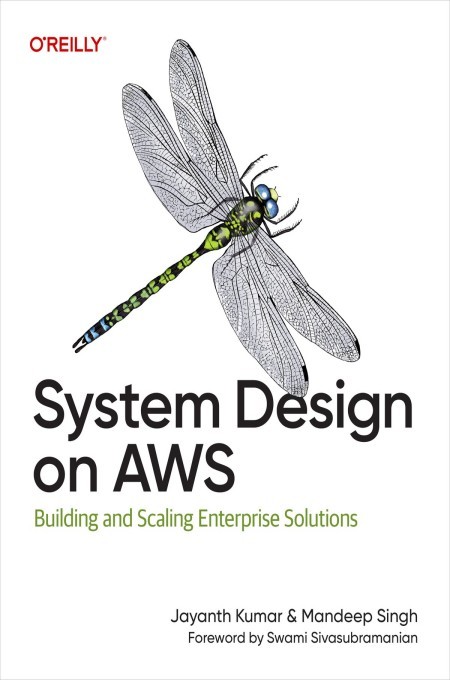 O'REILLY®
System Design
on AWS
Building and Scaling Enterprise Solutions
Jayanth Kumar & Mandeep Singh
Foreword by Swami Sivasubramanian